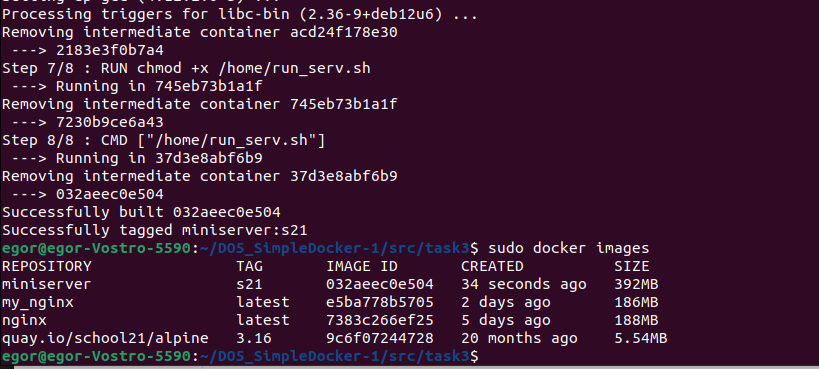 Processing triggers for libc-bin (2.36-9+deb12u6) ...
Removing intermediate container acd24f178e30
 ---> 2183e3f0b7a4
Step 7/8 : RUN chmod +x /home/run_serv.sh
 ---> Running in 745eb73b1a1f
Removing intermediate container 745eb73b1a1f
 ---> 7230b9ce6a43
Step 8/8 : CMD ["/home/run_serv.sh"]
 ---> Running in 37d3e8abf6b9
Removing intermediate container 37d3e8abf6b9
 ---> 032aeec0e504
Successfully built 032aeec0e504
Successfully tagged miniserver:s21
egor@egor-Vostro-5590:~/DO5_SimpleDocker-1/src/task3$ sudo docker images
REPOSITORY TAG IMAGE ID CREATED SIZE
miniserver s21 032aeec0e504 34 seconds ago 392MB
my_nginx latest e5ba778b5705 2 days ago 186MB
nginx latest 7383c266ef25 5 days ago 188MB
quay.io/school21/alpine 3.16 9c6f07244728 20 months ago 5.54MB
egor@egor-Vostro-5590:~/DO5_SimpleDocker-1/src/task3$